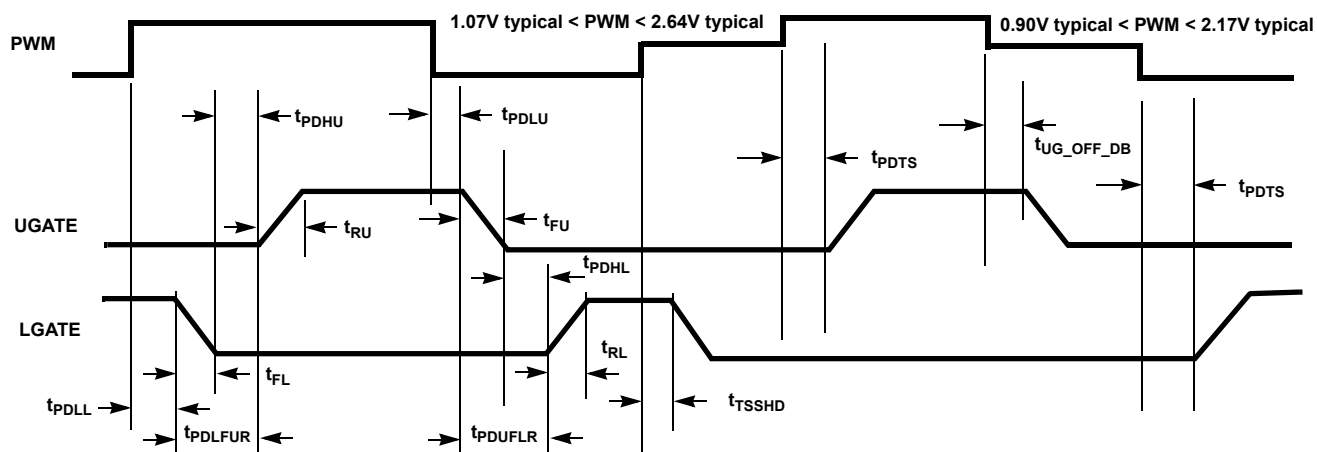 1.07V typical < PWM < 2.64V typical
0.90V typical < PWM < 2.17V typical
PWM
tPDHU
tPDLU
tPDTS
tUG_OFF_DB
tPDTS
UGATE
tRU
tFU
tPDHL
LGATE
tFL
tRL
tPDLL
tTSSHD
tPDLFUR
tPDUFLR